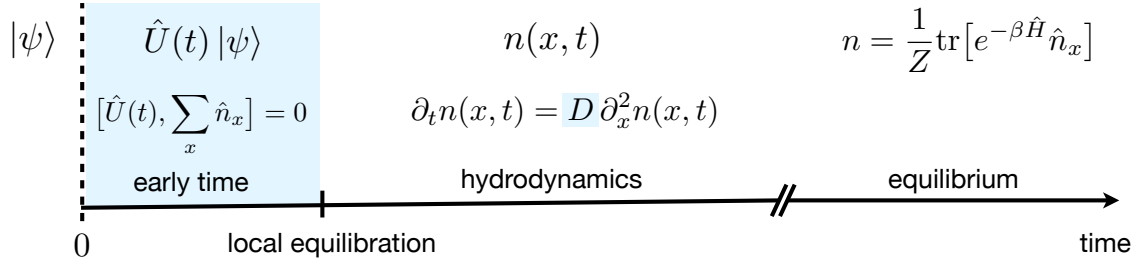 |ψ⟩ Û(t) |ψ⟩ n(x, t) n = 1/Z tr[e^{-βĤ} n̂_x]
[Û(t), ∑_x n̂_x] = 0 ∂_t n(x, t) = D ∂_x^2 n(x, t)
early time hydrodynamics equilibrium
0 local equilibration time